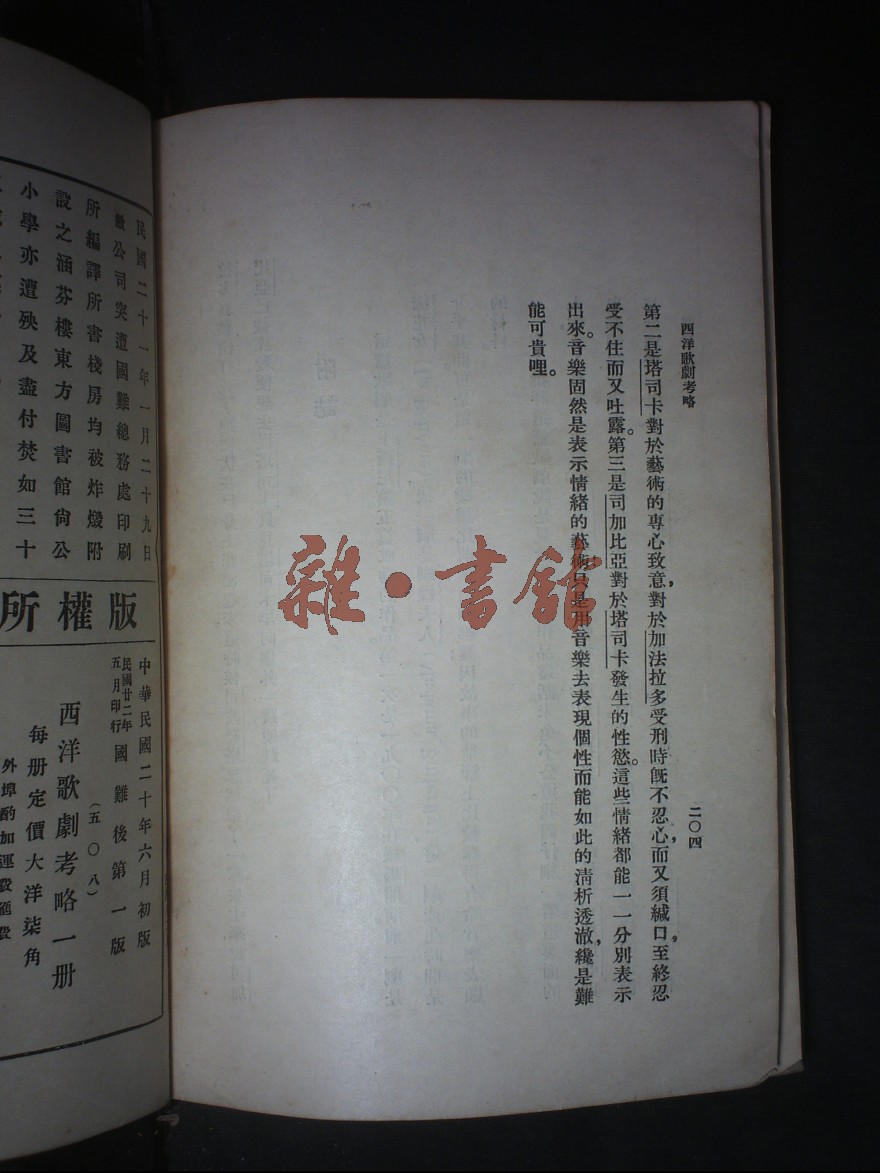 西洋歌劇考略
二〇四
第二是塔司卡對於藝術的專心致意，對於加法拉多受刑時旣不忍心，而又須緘口，至終忍
受不住而又吐露。第三是司加比亞對於塔司卡發生的性慾。這些情緒都能一一分別表示
出來。音樂固然是表示情緒的藝術，只是用音樂去表現個性而能如此的清析透澈，纔是難
能可貴哩。
雜·書館
民國二十一年一月二十九日
敝公司突遭國難總務處印刷
所編譯所書棧房均被炸燬附
設之涵芬樓東方圖書館尙公
小學亦遭殃及盡付焚如三十
版權所
中華民國二十年六月初版
民國廿二年五月印行國難後第一版
（五〇八）
西洋歌劇考略一册
每册定價大洋柒角
外埠酌加運費匯費